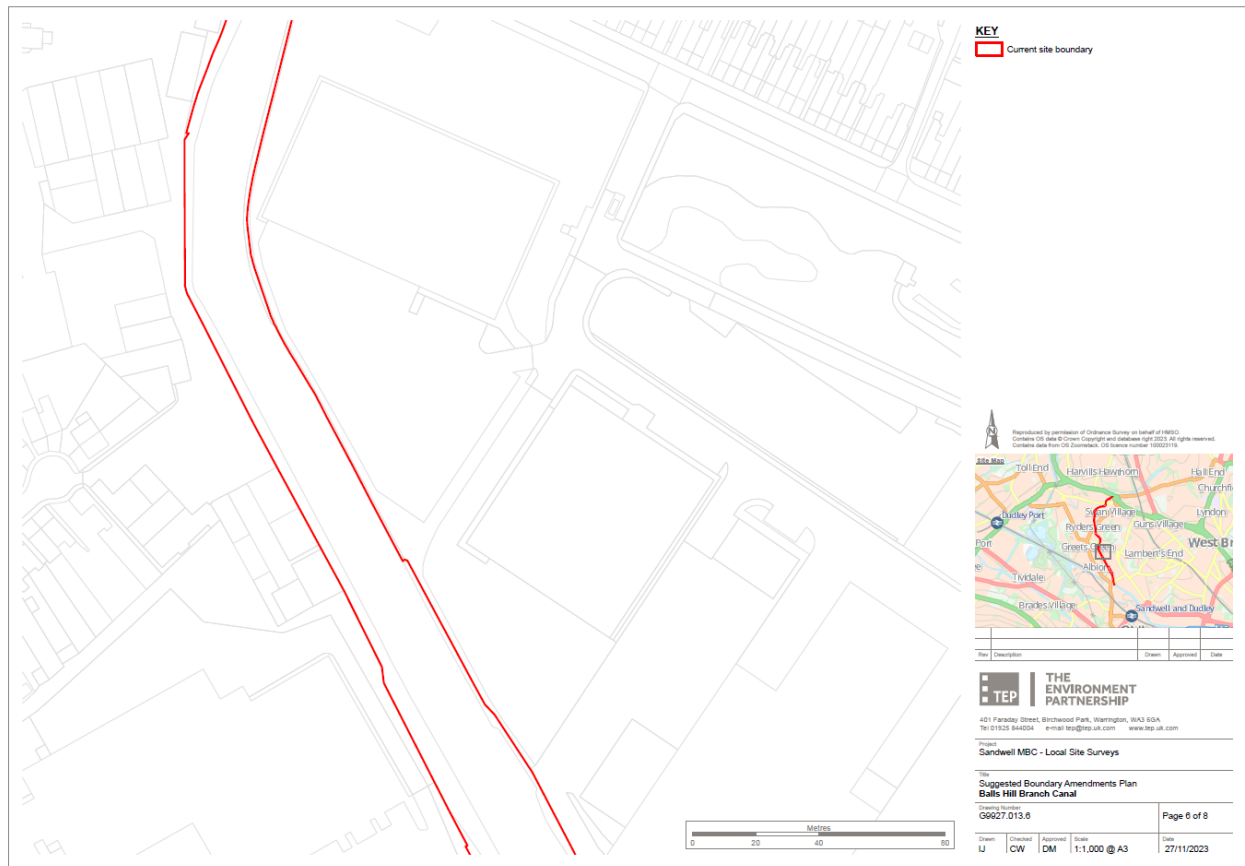 KEY
Current site boundary
N
Reproduced by permission of Ordnance Survey on behalf of HMSO.
Contains OS data © Crown Copyright and database right 2023. All rights reserved.
Contains data from OS Zoomstack. OS licence number 100023119.
Site Map
Toll End
Harvills Hawthorn
Hall End
Churchfi
Dudley Port
Swan Village
Lyndon
Ryders Green
Guns Village
Port
Greets Green
West Br
Lambert's End
Albion
Tividale
Brades Village
Sandwell and Dudley
Rev
Description
Drawn
Approved
Date
TEP
THE
ENVIRONMENT
PARTNERSHIP
401 Faraday Street, Birchwood Park, Warrington, WA3 6GA
Tel 01925 844004 e-mail tep@tep.uk.com www.tep.uk.com
Project
Sandwell MBC - Local Site Surveys
Title
Suggested Boundary Amendments Plan
Balls Hill Branch Canal
Drawing Number
G9927.013.6
Page 6 of 8
Drawn
IJ
Checked
CW
Approved
DM
Scale
1:1,000 @ A3
Date
27/11/2023
Metres
0 20 40 80